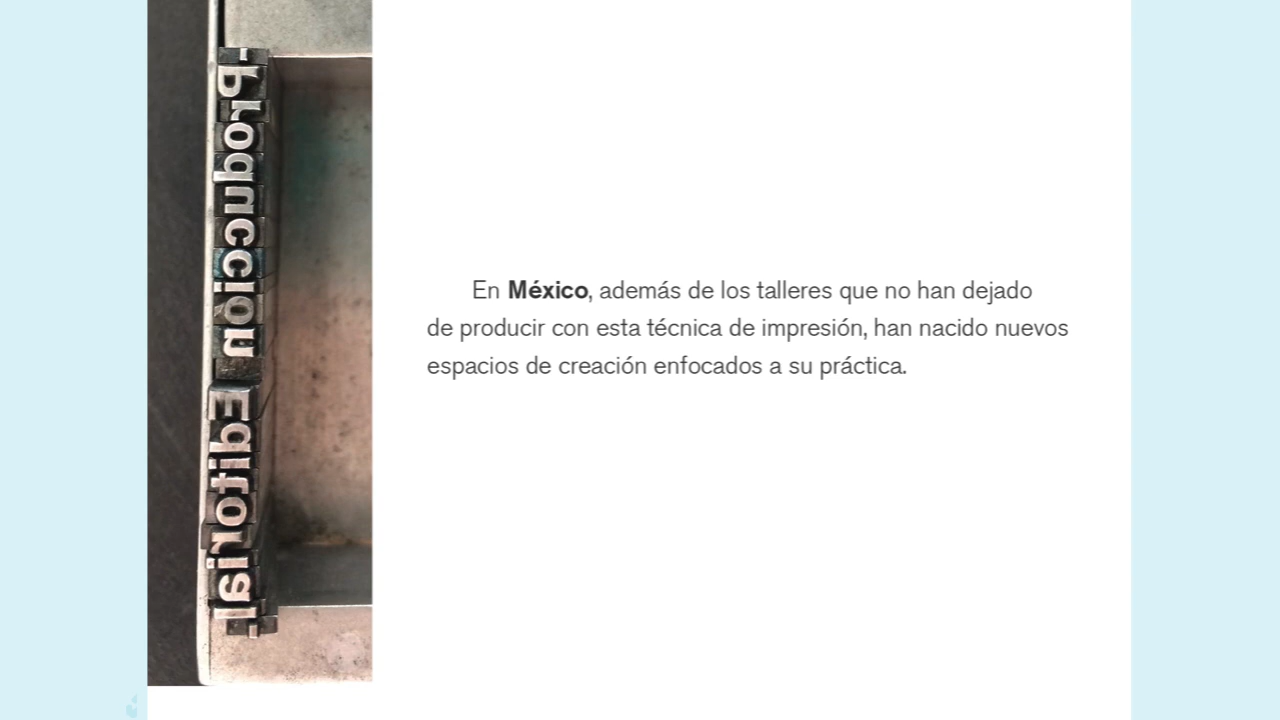 - Producción Editorial -
En México, además de los talleres que no han dejado
de producir con esta técnica de impresión, han nacido nuevos
espacios de creación enfocados a su práctica.